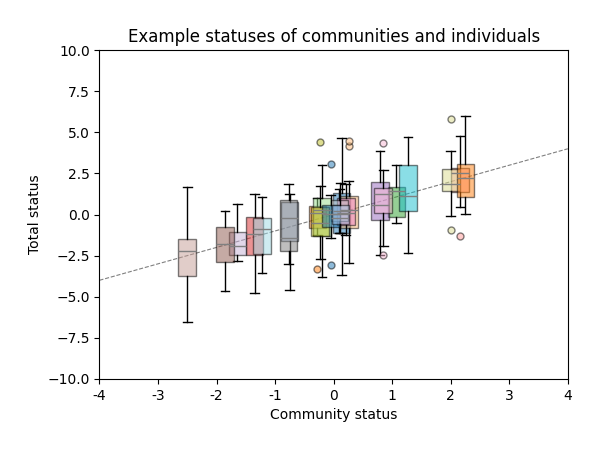 Example statuses of communities and individuals
10.0
7.5
5.0
2.5
0.0
−2.5
−5.0
−7.5
−10.0
Total status
-4 -3 -2 -1 0 1 2 3 4
Community status